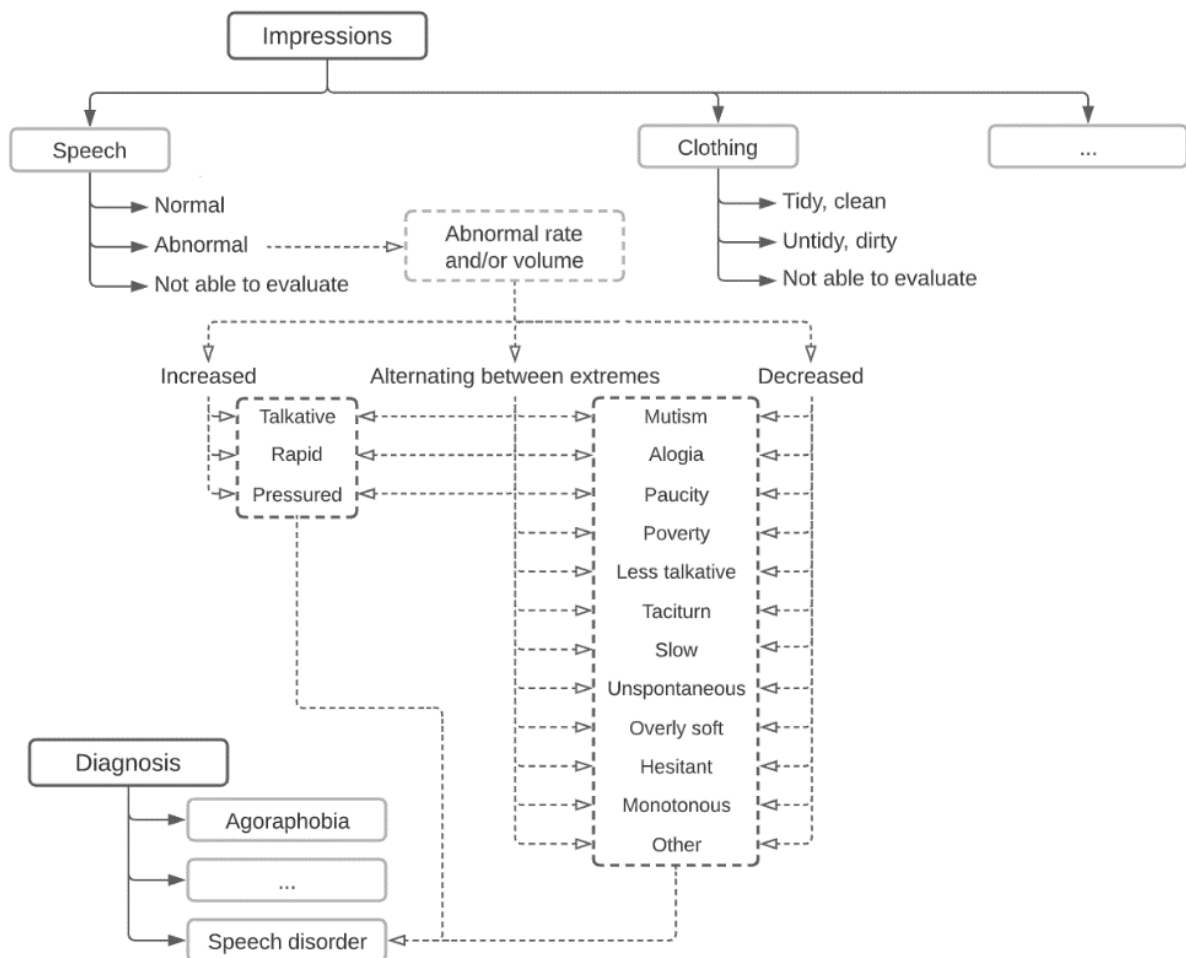 Impressions
Speech
Clothing
...
Normal
Abnormal
Not able to evaluate
Abnormal rate
and/or volume
Tidy, clean
Untidy, dirty
Not able to evaluate
Increased
Alternating between extremes
Decreased
Talkative
Rapid
Pressured
Mutism
Alogia
Paucity
Poverty
Less talkative
Taciturn
Slow
Unspontaneous
Overly soft
Hesitant
Monotonous
Other
Diagnosis
Agoraphobia
...
Speech disorder